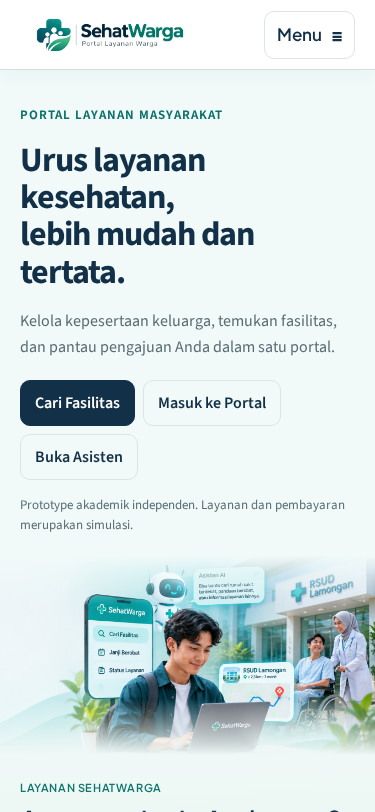 SehatWarga
Portal Layanan Warga
Menu
PORTAL LAYANAN MASYARAKAT
Urus layanan
kesehatan,
lebih mudah dan
tertata.
Kelola kepesertaan keluarga, temukan fasilitas,
dan pantau pengajuan Anda dalam satu portal.
Cari Fasilitas
Masuk ke Portal
Buka Asisten
Prototype akademik independen. Layanan dan pembayaran
merupakan simulasi.
Asisten AI
SehatWarga
Cari Fasilitas
Janji Berobat
Status Layanan
RSUD
Lamongan
RSUD Lamongan
SehatWarga
LAYANAN SEHATWARGA